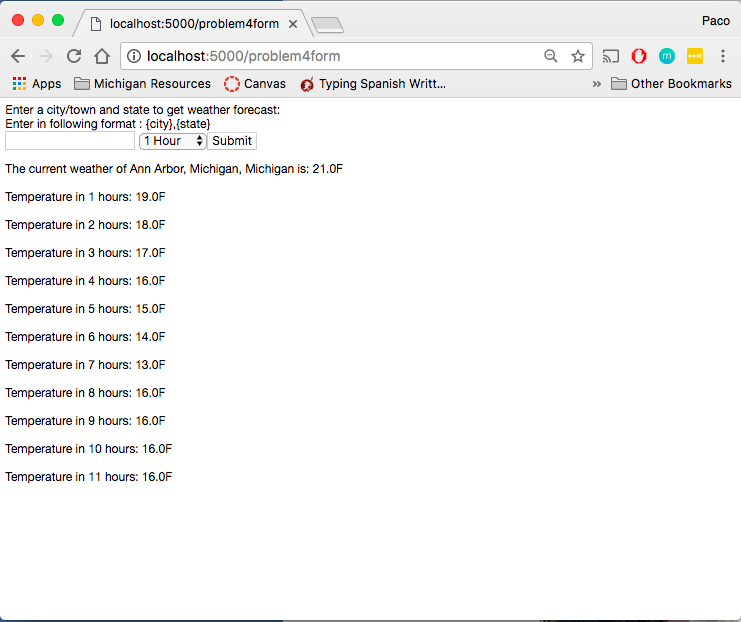 localhost:5000/problem4form
Paco
localhost:5000/problem4form
Apps Michigan Resources Canvas Typing Spanish Writt... » Other Bookmarks
Enter a city/town and state to get weather forecast:
Enter in following format : {city},{state}
1 Hour Submit
The current weather of Ann Arbor, Michigan, Michigan is: 21.0F
Temperature in 1 hours: 19.0F
Temperature in 2 hours: 18.0F
Temperature in 3 hours: 17.0F
Temperature in 4 hours: 16.0F
Temperature in 5 hours: 15.0F
Temperature in 6 hours: 14.0F
Temperature in 7 hours: 13.0F
Temperature in 8 hours: 16.0F
Temperature in 9 hours: 16.0F
Temperature in 10 hours: 16.0F
Temperature in 11 hours: 16.0F